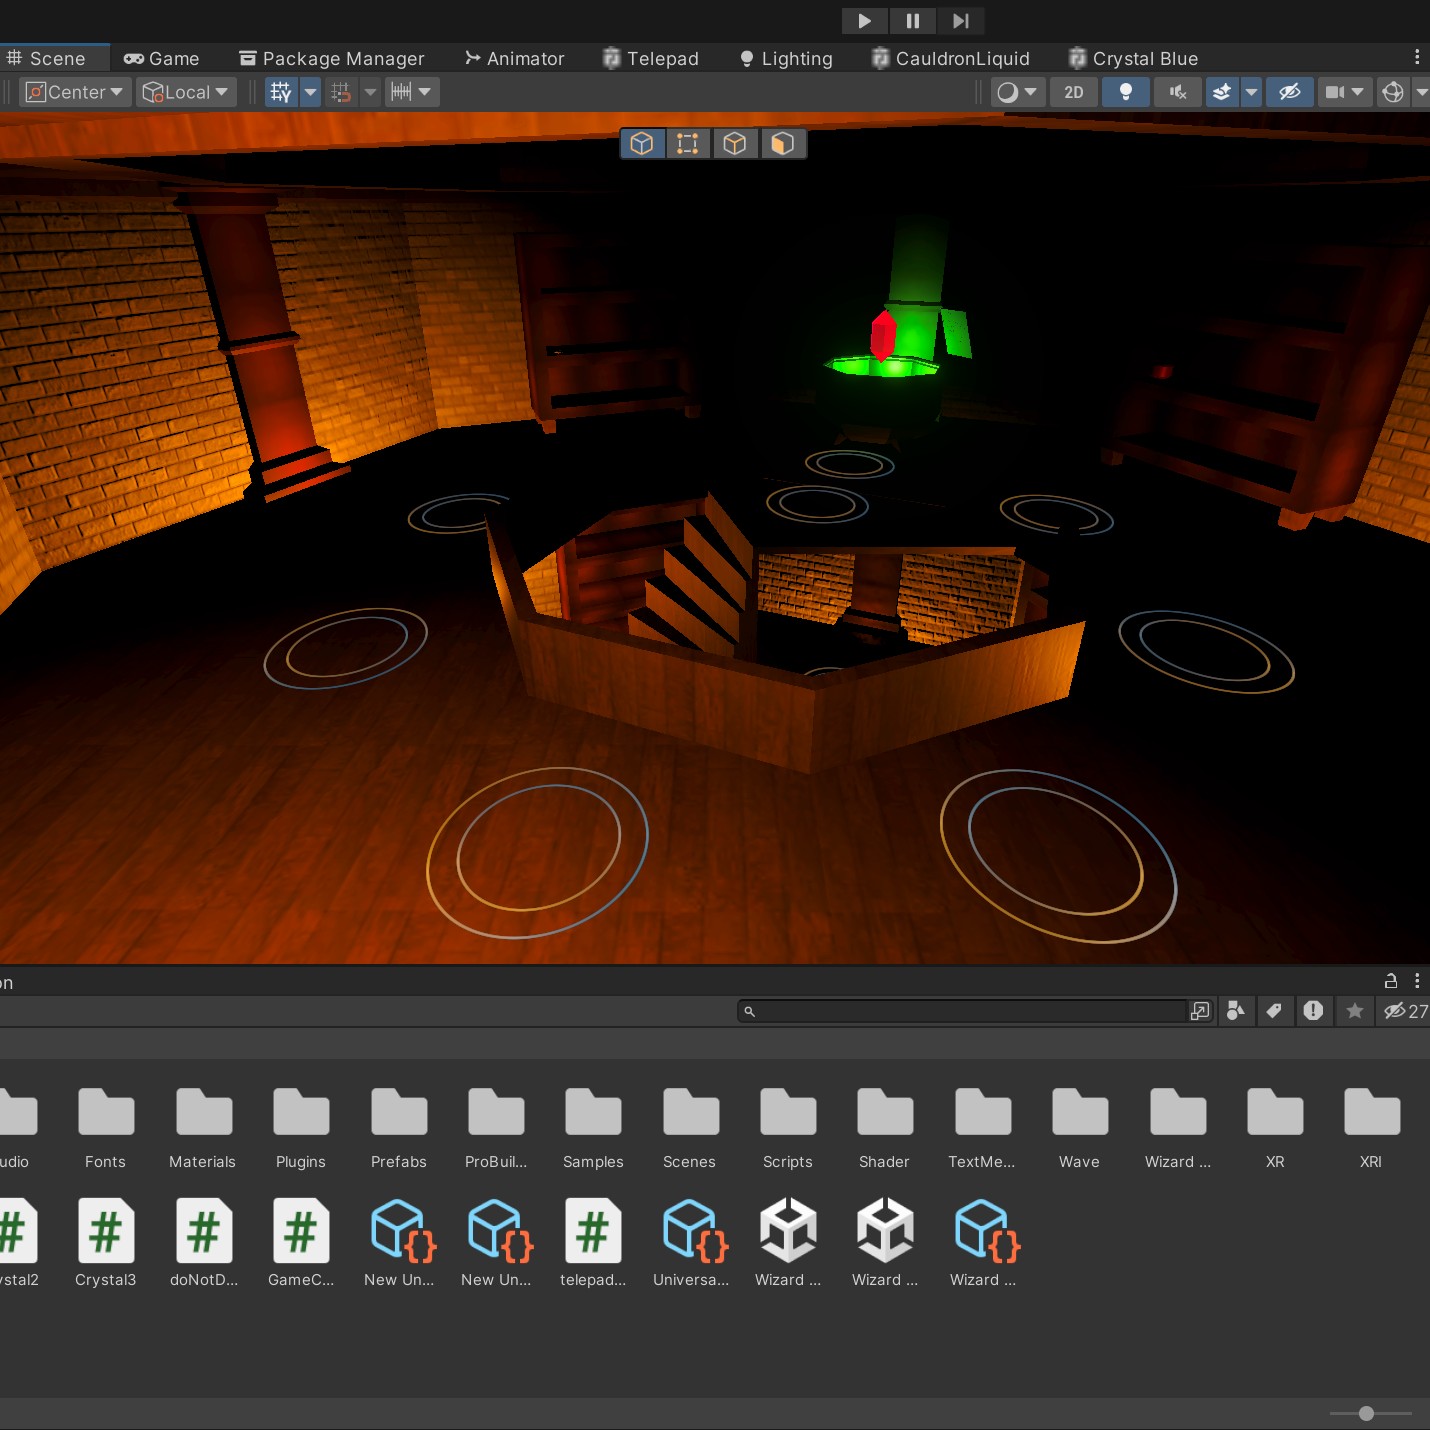 Scene Game Package Manager Animator Telepad Lighting CauldronLiquid Crystal Blue
Center Local 2D
on
27
udio Fonts Materials Plugins Prefabs ProBuil... Samples Scenes Scripts Shader TextMe... Wave Wizard ... XR XRI
ystal2 Crystal3 doNotD... GameC... New Un... New Un... telepad... Universa... Wizard ... Wizard ... Wizard ...